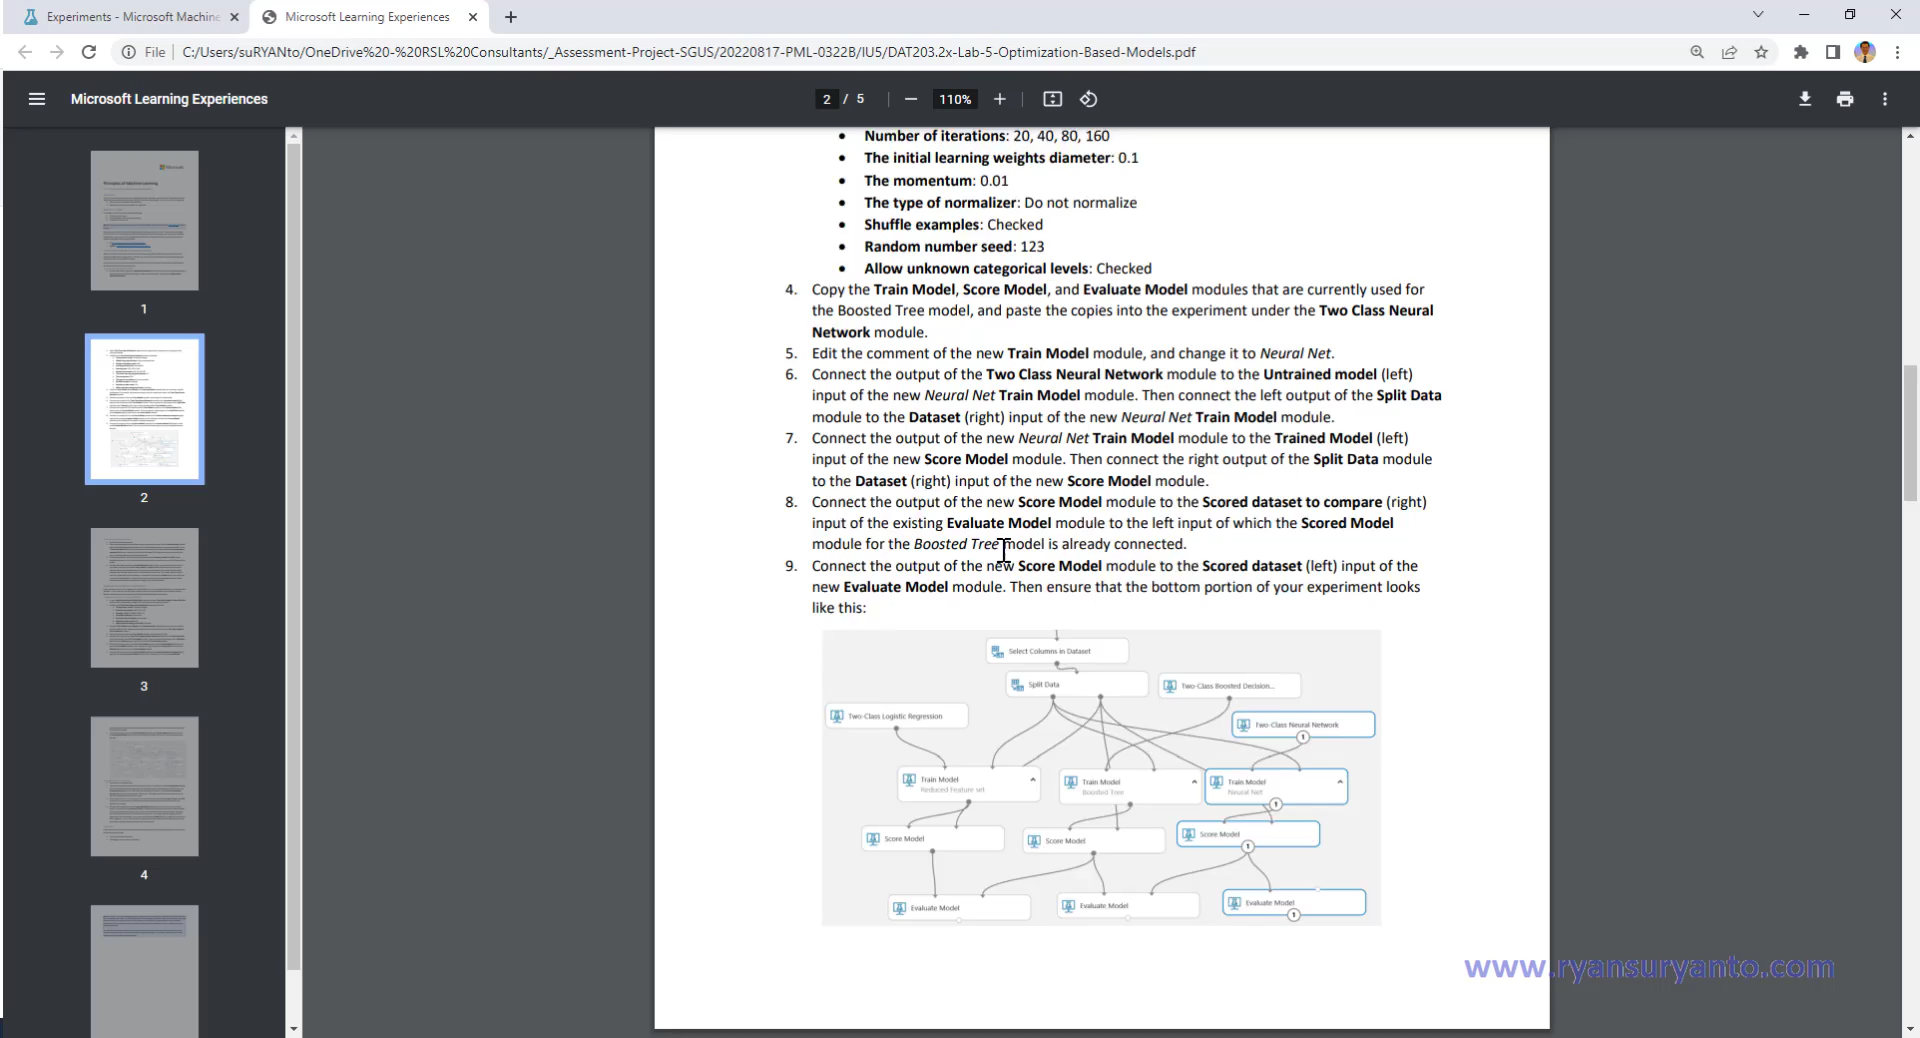 Experiments - Microsoft Machine
Microsoft Learning Experiences
File
C:/Users/suRYANto/OneDrive%20-%20RSL%20Consultants/_Assessment-Project-SGUS/20220817-PML-0322B/IU5/DAT203.2x-Lab-5-Optimization-Based-Models.pdf
Microsoft Learning Experiences
2 / 5
110%
1
2
3
4
• Number of iterations: 20, 40, 80, 160
• The initial learning weights diameter: 0.1
• The momentum: 0.01
• The type of normalizer: Do not normalize
• Shuffle examples: Checked
• Random number seed: 123
• Allow unknown categorical levels: Checked
4. Copy the Train Model, Score Model, and Evaluate Model modules that are currently used for
the Boosted Tree model, and paste the copies into the experiment under the Two Class Neural
Network module.
5. Edit the comment of the new Train Model module, and change it to Neural Net.
6. Connect the output of the Two Class Neural Network module to the Untrained model (left)
input of the new Neural Net Train Model module. Then connect the left output of the Split Data
module to the Dataset (right) input of the new Neural Net Train Model module.
7. Connect the output of the new Neural Net Train Model module to the Trained Model (left)
input of the new Score Model module. Then connect the right output of the Split Data module
to the Dataset (right) input of the new Score Model module.
8. Connect the output of the new Score Model module to the Scored dataset to compare (right)
input of the existing Evaluate Model module to the left input of which the Scored Model
module for the Boosted Tree model is already connected.
9. Connect the output of the new Score Model module to the Scored dataset (left) input of the
new Evaluate Model module. Then ensure that the bottom portion of your experiment looks
like this:
Select Columns in Dataset
Split Data
Two-Class Boosted Decision...
Two-Class Logistic Regression
Two-Class Neural Network
1
Train Model
Reduced Feature set
Train Model
Boosted Tree
Train Model
Neural Net
1
Score Model
Score Model
Score Model
1
Evaluate Model
Evaluate Model
Evaluate Model
1
www.ryansuryanto.com